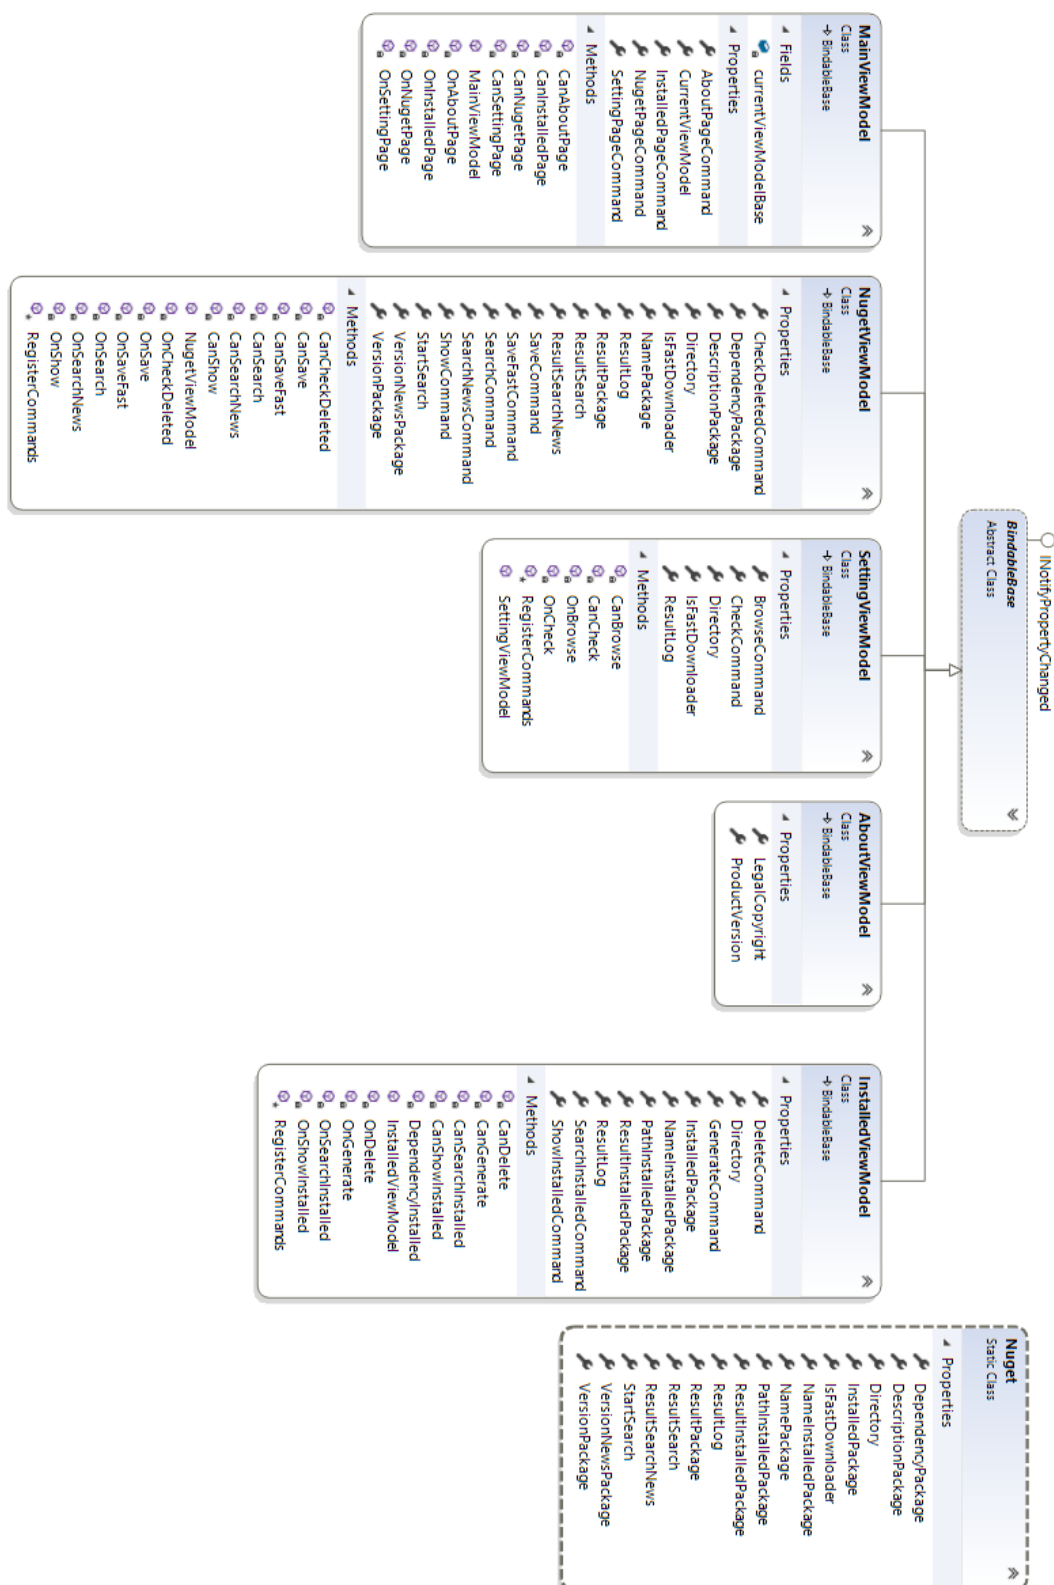 INotifyPropertyChanged
BindableBase
Abstract Class
MainViewModel
Class
BindableBase
Fields
currentViewModelBase
Properties
AboutPageCommand
CurrentViewModel
InstalledPageCommand
NugetPageCommand
SettingPageCommand
Methods
CanAboutPage
CanInstalledPage
CanNugetPage
CanSettingPage
MainViewModel
OnAboutPage
OnInstalledPage
OnNugetPage
OnSettingPage
NugetViewModel
Class
BindableBase
Properties
CheckDeletedCommand
DependencyPackage
DescriptionPackage
Directory
IsFastDownloader
NamePackage
ResultLog
ResultPackage
ResultSearch
ResultSearchNews
SaveCommand
SaveFastCommand
SearchCommand
SearchNewsCommand
ShowCommand
StartSearch
VersionNewsPackage
VersionPackage
Methods
CanCheckDeleted
CanSave
CanSaveFast
CanSearch
CanSearchNews
CanShow
NugetViewModel
OnCheckDeleted
OnSave
OnSaveFast
OnSearch
OnSearchNews
OnShow
RegisterCommands
SettingViewModel
Class
BindableBase
Properties
BrowseCommand
CheckCommand
Directory
IsFastDownloader
ResultLog
Methods
CanBrowse
CanCheck
OnBrowse
OnCheck
RegisterCommands
SettingViewModel
AboutViewModel
Class
BindableBase
Properties
LegalCopyright
ProductVersion
InstalledViewModel
Class
BindableBase
Properties
DeleteCommand
Directory
GenerateCommand
InstalledPackage
NameInstalledPackage
PathInstalledPackage
ResultInstalledPackage
ResultLog
SearchInstalledCommand
ShowInstalledCommand
Methods
CanDelete
CanGenerate
CanSearchInstalled
CanShowInstalled
DependencyInstalled
InstalledViewModel
OnDelete
OnGenerate
OnSearchInstalled
OnShowInstalled
RegisterCommands
Nuget
Static Class
Properties
DependencyPackage
DescriptionPackage
Directory
InstalledPackage
IsFastDownloader
NameInstalledPackage
NamePackage
PathInstalledPackage
ResultInstalledPackage
ResultLog
ResultPackage
ResultSearch
ResultSearchNews
StartSearch
VersionNewsPackage
VersionPackage